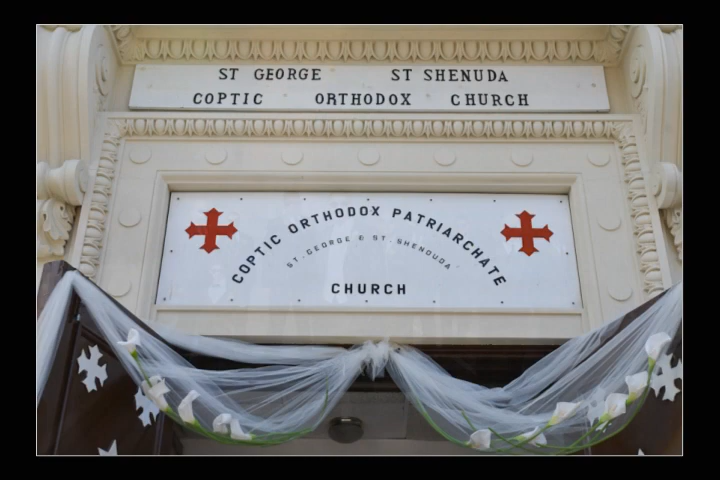 ST GEORGE ST SHENUDA
COPTIC ORTHODOX CHURCH
COPTIC ORTHODOX PATRIARCHATE
ST. GEORGE & ST. SHENOUDA
CHURCH